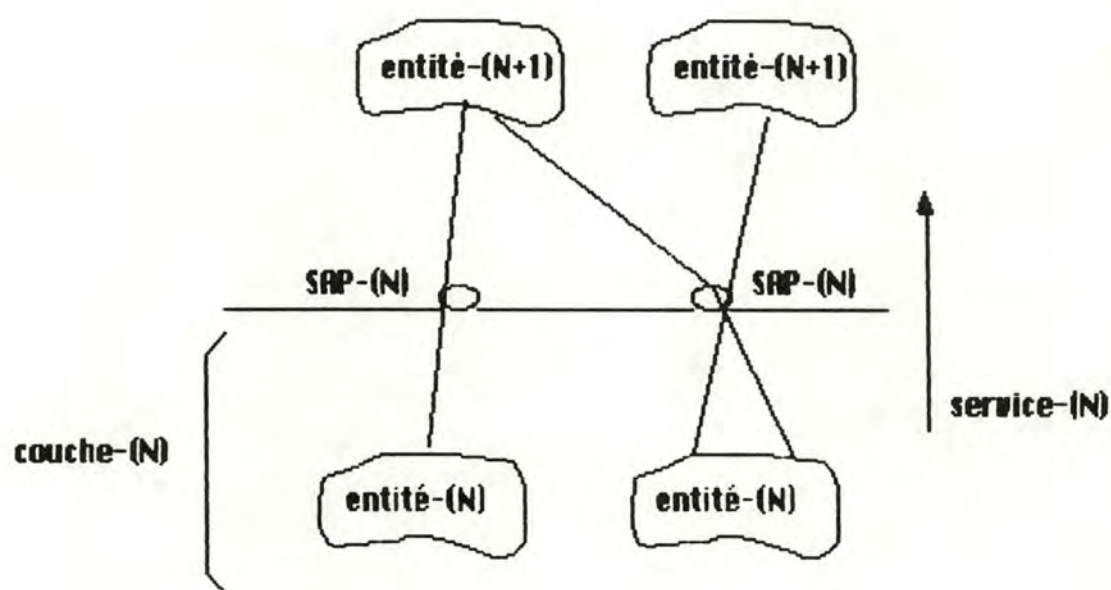 entité-(N+1)
entité-(N+1)
SAP-(N)
SAP-(N)
service-(N)
couche-(N)
entité-(N)
entité-(N)